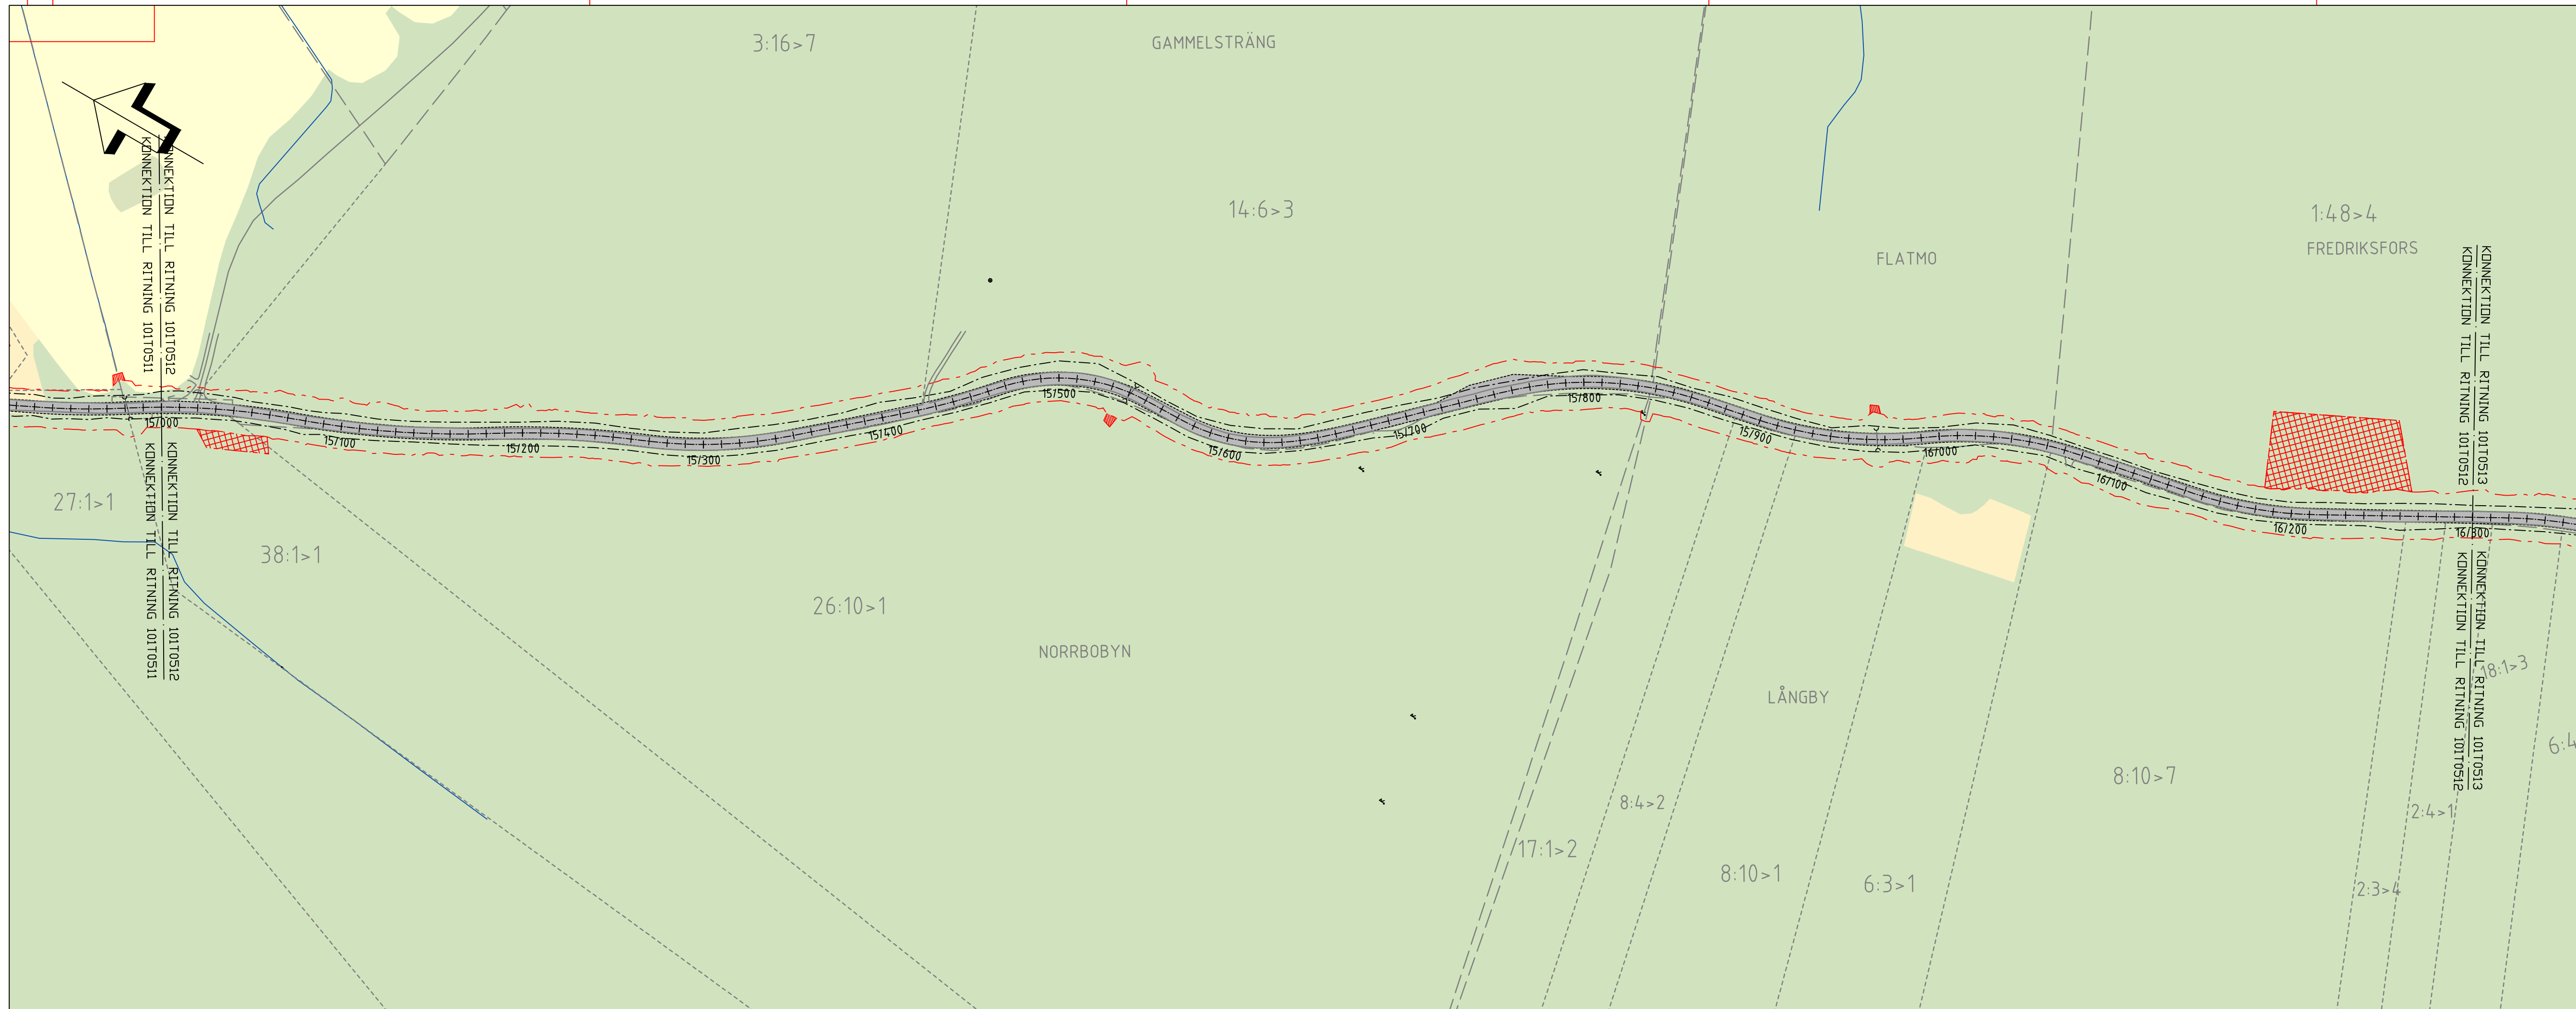 3:16>7
GAMMELSTRÄNG
14:6>3
1:48>4
FREDRIKSFORS
FLATMO
KONNEKTION TILL RITNING 101T0512
KONNEKTION TILL RITNING 101T0511
KONNEKTION TILL RITNING 101T0513
KONNEKTION TILL RITNING 101T0512
15/000
15/100
15/200
15/300
15/400
15/500
15/600
15/700
15/800
15/900
16/000
16/100
16/200
16/300
KONNEKTION TILL RITNING 101T0512
KONNEKTION TILL RITNING 101T0511
KONNEKTION TILL RITNING 101T0513
KONNEKTION TILL RITNING 101T0512
27:1>1
38:1>1
26:10>1
NORRBOBYN
LÅNGBY
18:1>3
6:4
8:10>7
8:4>2
2:4>1
17:1>2
8:10>1
6:3>1
2:3>4